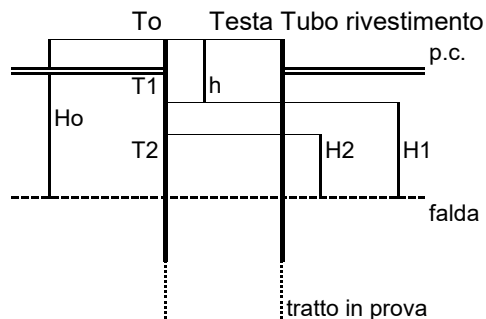 To Testa Tubo rivestimento
p.c.
T1 h
Ho
T2 H2 H1
falda
tratto in prova